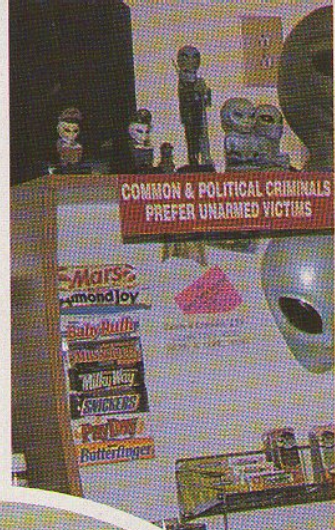 COMMON & POLITICAL CRIMINALS
PREFER UNARMED VICTIMS
Mars
Almond Joy
Baby Ruth
Milky Way
SNICKERS
PayDay
Butterfinger